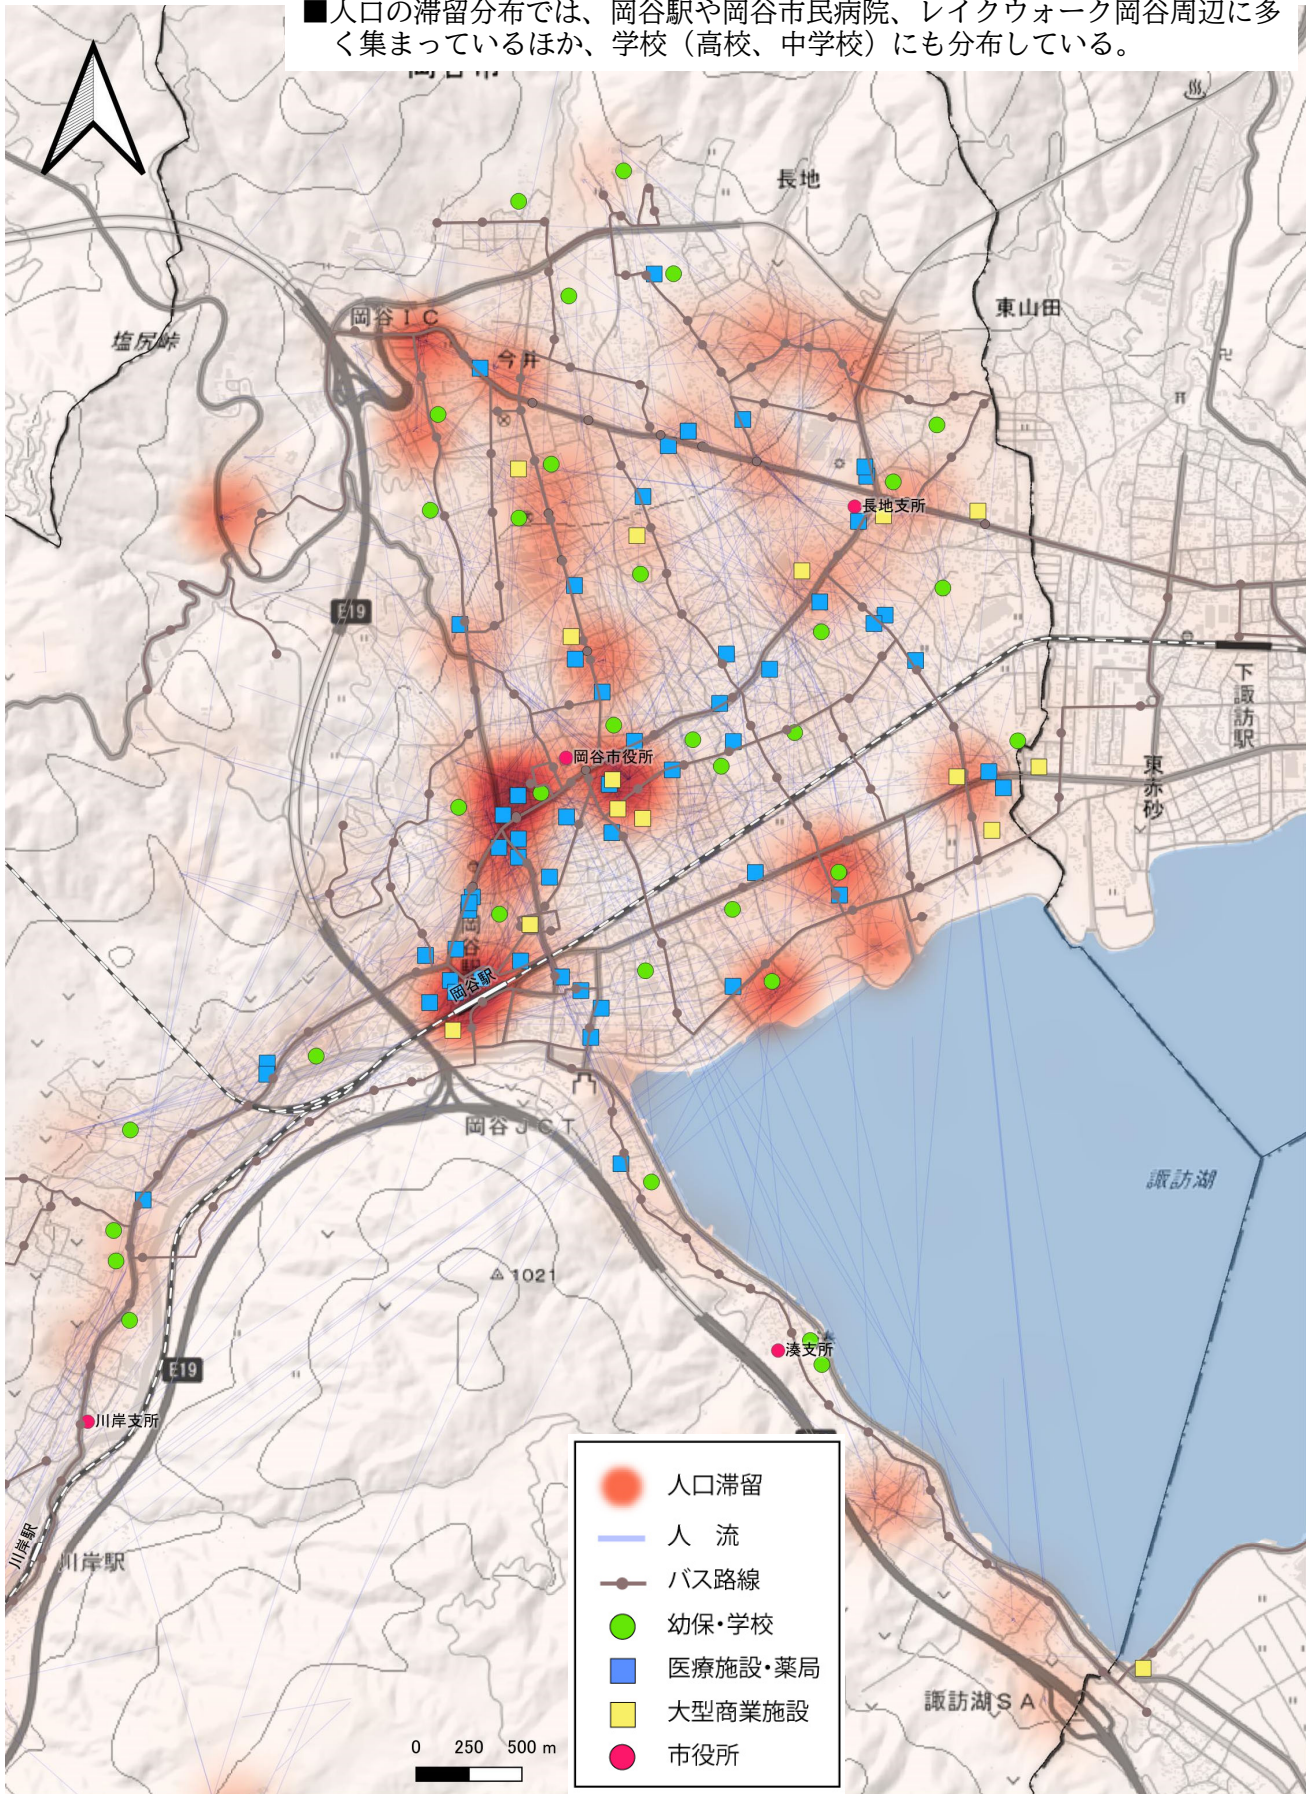 ■人口の滞留分布では、岡谷駅や岡谷市民病院、レイクウォーク岡谷周辺に多
く集まっているほか、学校（高校、中学校）にも分布している。
長地
東山田
岡谷ＩＣ
塩尻峠
今井
長地支所
E19
下諏訪駅
岡谷市役所
東赤砂
岡谷駅
岡谷駅
岡谷ＪＣＴ
諏訪湖
1021
湊支所
E19
川岸支所
川岸駅
川岸駅
諏訪湖ＳＡ
人口滞留
人　流
バス路線
幼保・学校
医療施設・薬局
大型商業施設
市役所
0 250 500 m